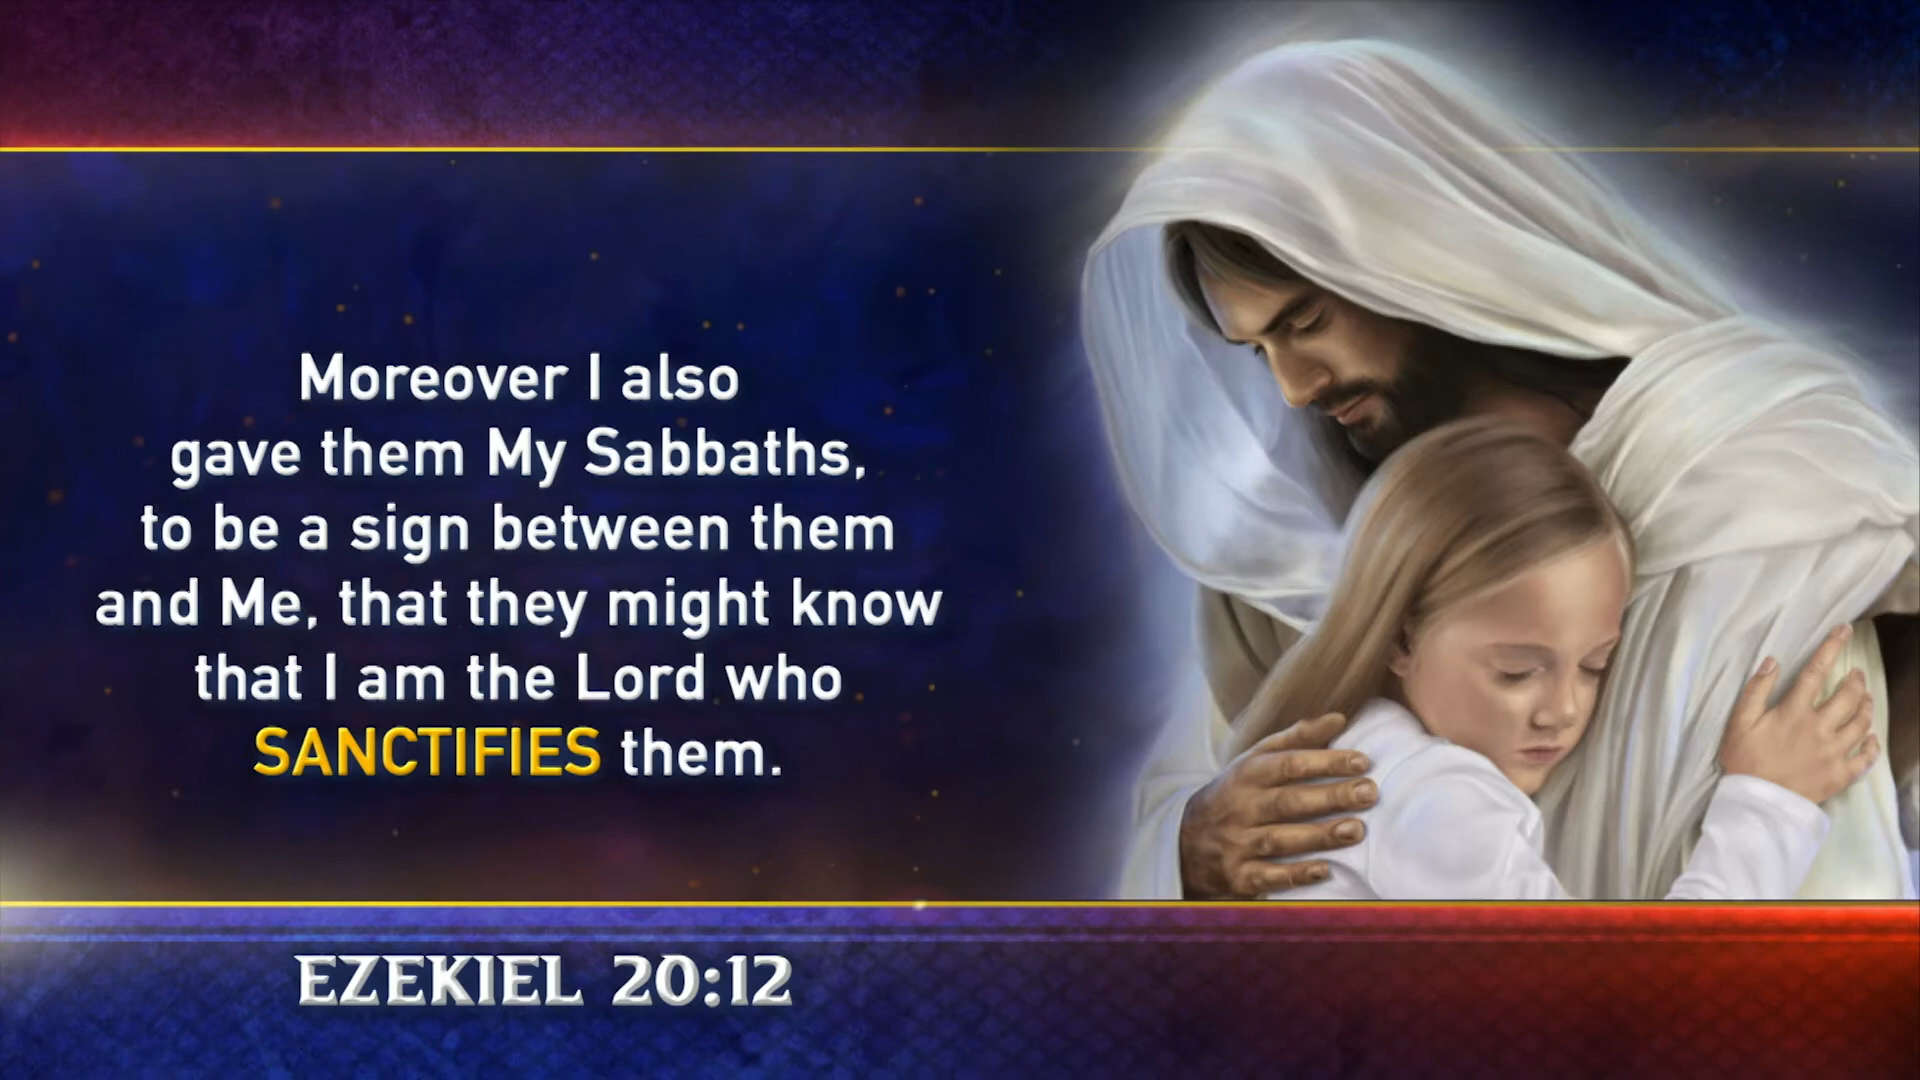 Moreover I also
gave them My Sabbaths,
to be a sign between them
and Me, that they might know
that I am the Lord who
SANCTIFIES them.
EZEKIEL 20:12